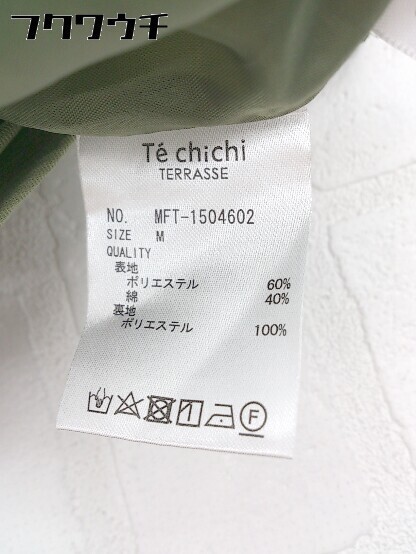 フクウウチ
Té chichi
TERRASSE
NO. MFT-1504602
SIZE M
QUALITY
表地
ポリエステル 60%
綿 40%
裏地
ポリエステル 100%
F